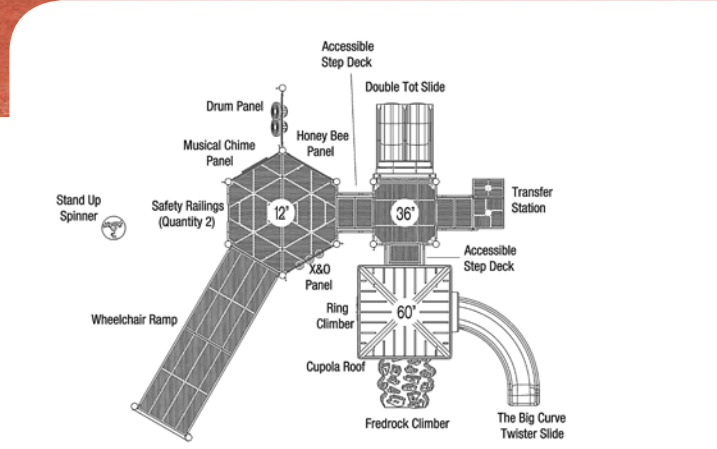 Accessible
Step Deck
Double Tot Slide
Drum Panel
Honey Bee
Panel
Musical Chime
Panel
Stand Up
Spinner
Safety Railings
(Quantity 2)
12"
36"
Transfer
Station
Accessible
Step Deck
X&O
Panel
Wheelchair Ramp
Ring
Climber
60"
Cupola Roof
Fredrock Climber
The Big Curve
Twister Slide